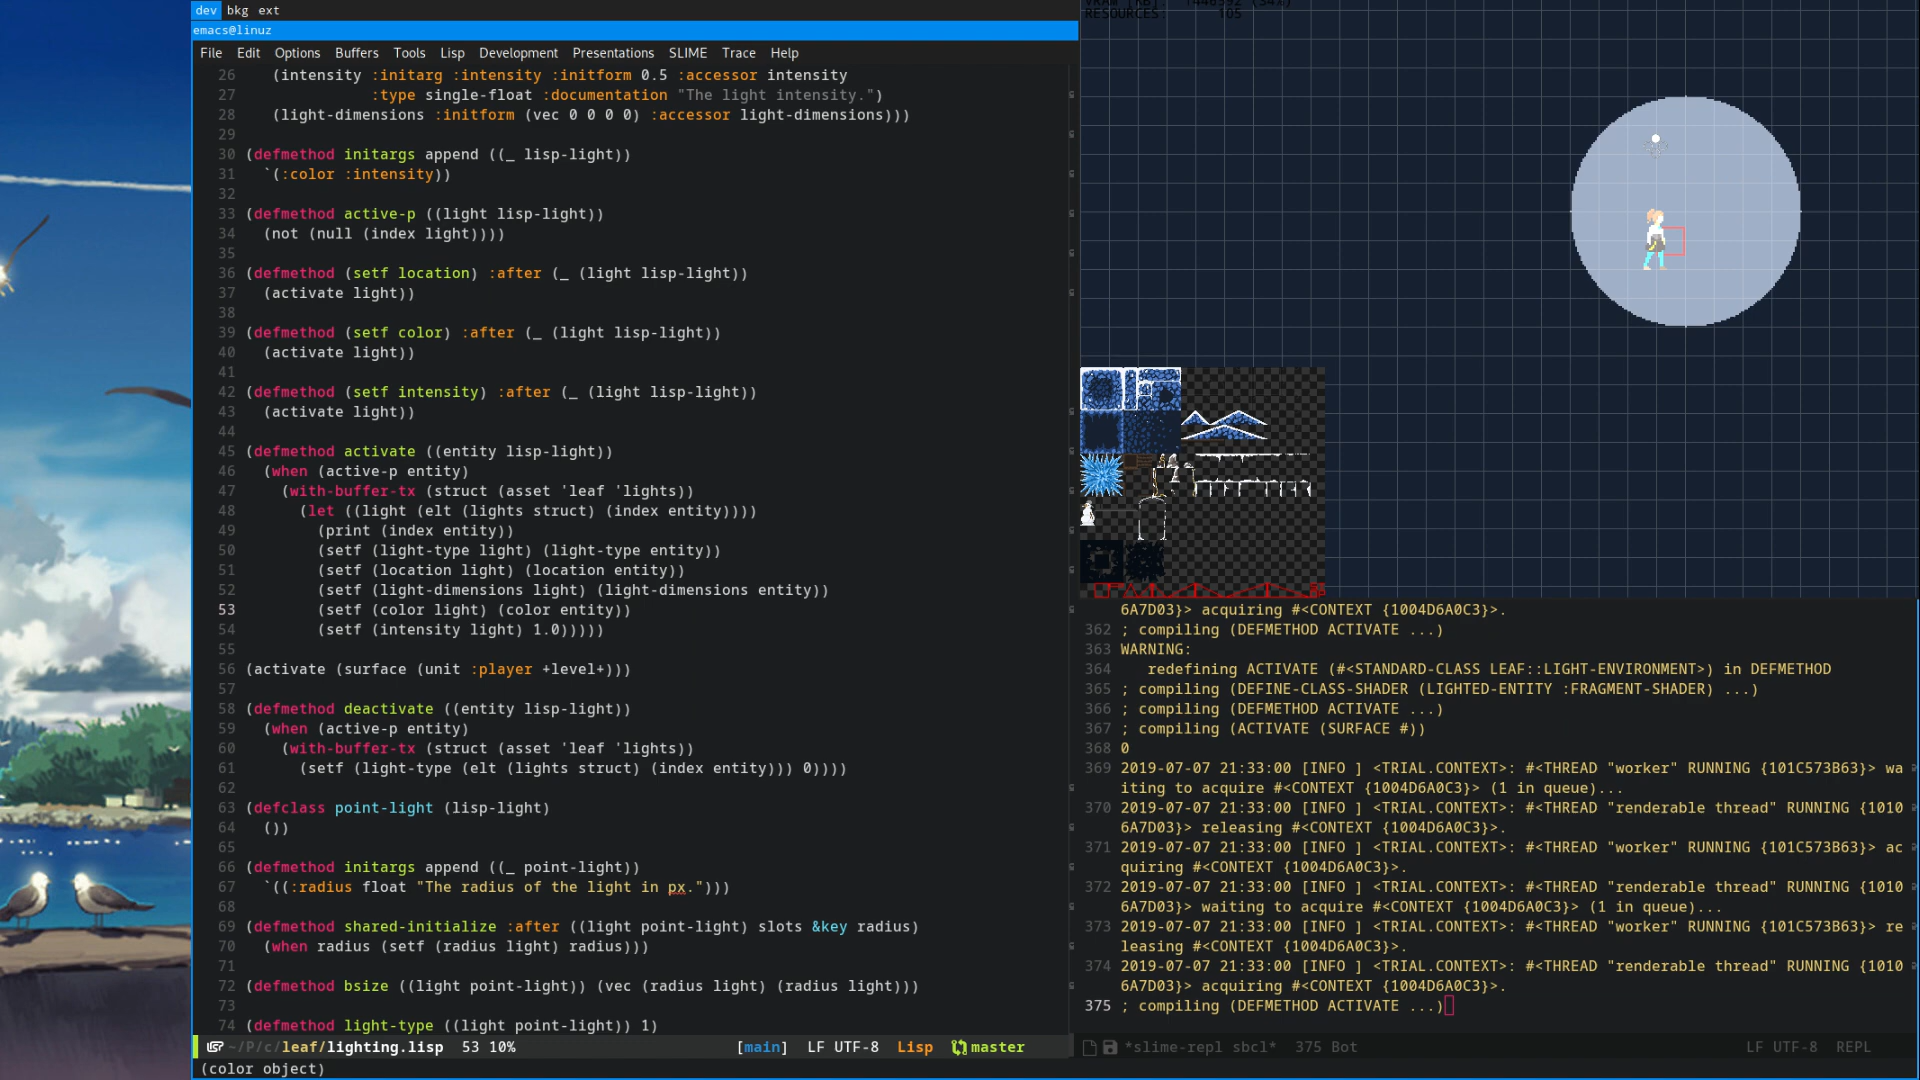 dev bkg ext
emacs@linuz
File Edit Options Buffers Tools Lisp Development Presentations SLIME Trace Help
26 (intensity :initarg :intensity :initform 0.5 :accessor intensity
27 :type single-float :documentation "The light intensity.")
28 (light-dimensions :initform (vec 0 0 0 0) :accessor light-dimensions)))
29
30 (defmethod initargs append ((_ lisp-light))
31 `(:color :intensity))
32
33 (defmethod active-p ((light lisp-light))
34 (not (null (index light))))
35
36 (defmethod (setf location) :after (_ (light lisp-light))
37 (activate light))
38
39 (defmethod (setf color) :after (_ (light lisp-light))
40 (activate light))
41
42 (defmethod (setf intensity) :after (_ (light lisp-light))
43 (activate light))
44
45 (defmethod activate ((entity lisp-light))
46 (when (active-p entity)
47 (with-buffer-tx (struct (asset 'leaf 'lights))
48 (let ((light (elt (lights struct) (index entity))))
49 (print (index entity))
50 (setf (light-type light) (light-type entity))
51 (setf (location light) (location entity))
52 (setf (light-dimensions light) (light-dimensions entity))
53 (setf (color light) (color entity))
54 (setf (intensity light) 1.0)))))
55
56 (activate (surface (unit :player +level+)))
57
58 (defmethod deactivate ((entity lisp-light))
59 (when (active-p entity)
60 (with-buffer-tx (struct (asset 'leaf 'lights))
61 (setf (light-type (elt (lights struct) (index entity))) 0))))
62
63 (defclass point-light (lisp-light)
64 ())
65
66 (defmethod initargs append ((_ point-light))
67 `((:radius float "The radius of the light in px.")))
68
69 (defmethod shared-initialize :after ((light point-light) slots &key radius)
70 (when radius (setf (radius light) radius)))
71
72 (defmethod bsize ((light point-light)) (vec (radius light) (radius light)))
73
74 (defmethod light-type ((light point-light)) 1)
~/P/c/leaf/lighting.lisp 53 10% [main] LF UTF-8 Lisp master
(color object)
VRAM [KB]: 1446592 (34%)
RESOURCES: 105
6A7D03}> acquiring #<CONTEXT {1004D6A0C3}>.
362 ; compiling (DEFMETHOD ACTIVATE ...)
363 WARNING:
364 redefining ACTIVATE (#<STANDARD-CLASS LEAF::LIGHT-ENVIRONMENT>) in DEFMETHOD
365 ; compiling (DEFINE-CLASS-SHADER (LIGHTED-ENTITY :FRAGMENT-SHADER) ...)
366 ; compiling (DEFMETHOD ACTIVATE ...)
367 ; compiling (ACTIVATE (SURFACE #))
368 0
369 2019-07-07 21:33:00 [INFO ] <TRIAL.CONTEXT>: #<THREAD "worker" RUNNING {101C573B63}> wa
iting to acquire #<CONTEXT {1004D6A0C3}> (1 in queue)...
370 2019-07-07 21:33:00 [INFO ] <TRIAL.CONTEXT>: #<THREAD "renderable thread" RUNNING {1010
6A7D03}> releasing #<CONTEXT {1004D6A0C3}>.
371 2019-07-07 21:33:00 [INFO ] <TRIAL.CONTEXT>: #<THREAD "worker" RUNNING {101C573B63}> ac
quiring #<CONTEXT {1004D6A0C3}>.
372 2019-07-07 21:33:00 [INFO ] <TRIAL.CONTEXT>: #<THREAD "renderable thread" RUNNING {1010
6A7D03}> waiting to acquire #<CONTEXT {1004D6A0C3}> (1 in queue)...
373 2019-07-07 21:33:00 [INFO ] <TRIAL.CONTEXT>: #<THREAD "worker" RUNNING {101C573B63}> re
leasing #<CONTEXT {1004D6A0C3}>.
374 2019-07-07 21:33:00 [INFO ] <TRIAL.CONTEXT>: #<THREAD "renderable thread" RUNNING {1010
6A7D03}> acquiring #<CONTEXT {1004D6A0C3}>.
375 ; compiling (DEFMETHOD ACTIVATE ...)
*slime-repl sbcl* 375 Bot LF UTF-8 REPL